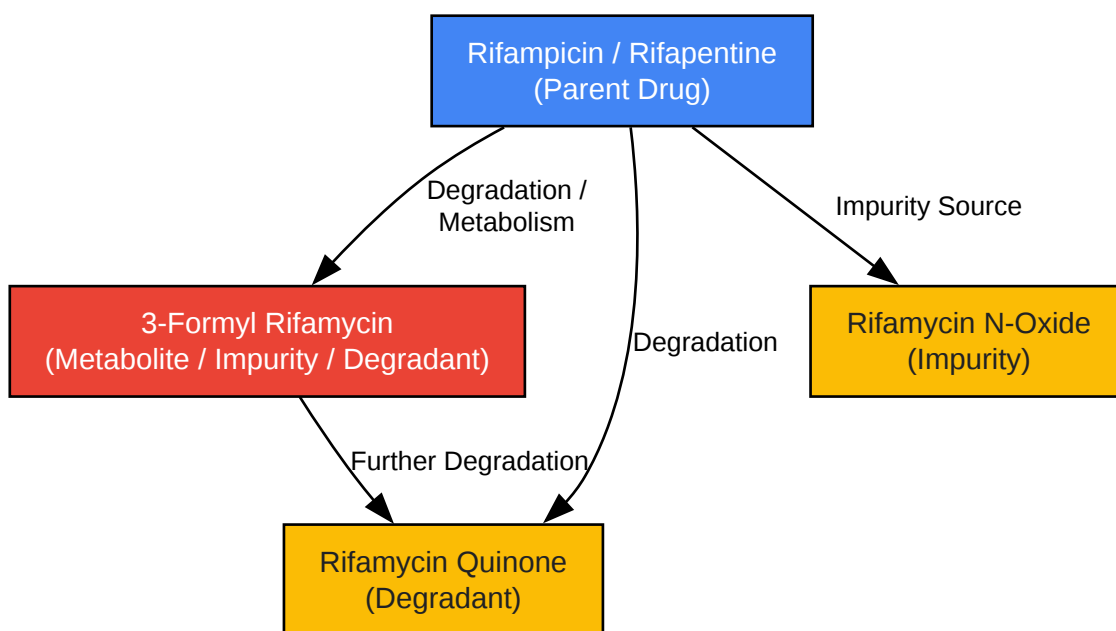 Rifampicin / Rifapentine
(Parent Drug)
Degradation /
Metabolism
Impurity Source
3-Formyl Rifamycin
(Metabolite / Impurity / Degradant)
Degradation
Rifamycin N-Oxide
(Impurity)
Further Degradation
Rifamycin Quinone
(Degradant)